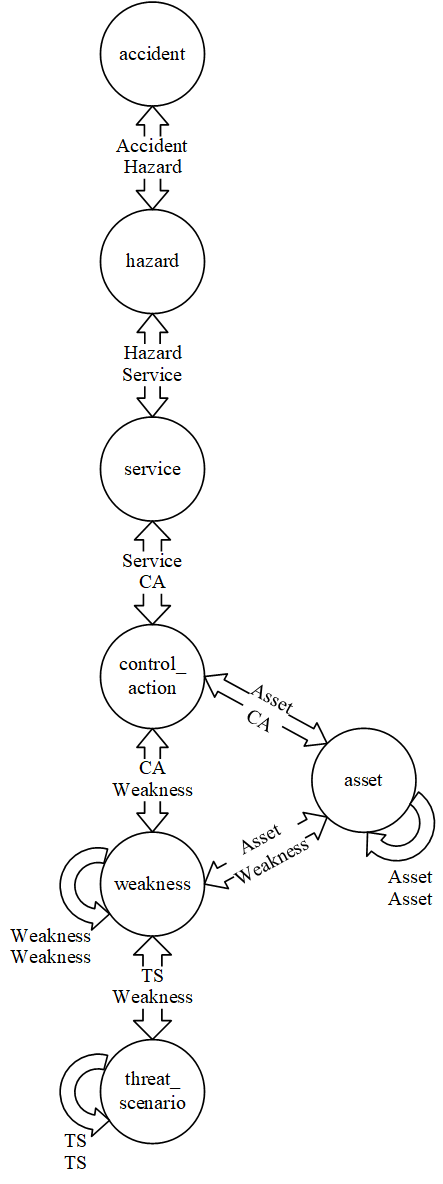 accident
Accident
Hazard
hazard
Hazard
Service
service
Service
CA
control_
action
Asset
CA
asset
CA
Weakness
Asset
Weakness
Asset
Asset
weakness
Weakness
Weakness
TS
Weakness
threat_
scenario
TS
TS